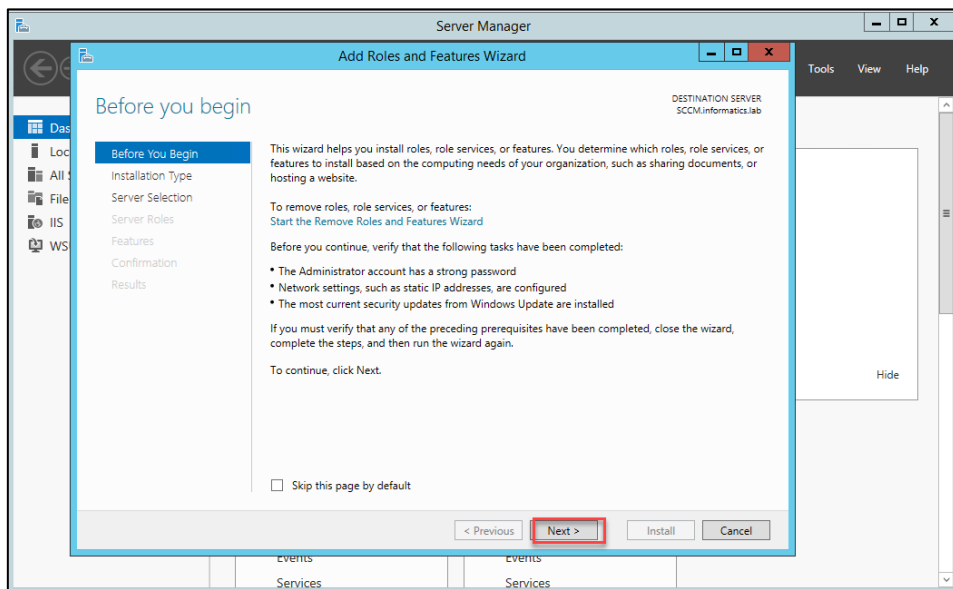 Server Manager
Add Roles and Features Wizard
Tools View Help
Before you begin
DESTINATION SERVER
SCCM.informatics.lab
Das
Loc
All S
File
IIS
WS
Before You Begin
Installation Type
Server Selection
Server Roles
Features
Confirmation
Results
This wizard helps you install roles, role services, or features. You determine which roles, role services, or
features to install based on the computing needs of your organization, such as sharing documents, or
hosting a website.
To remove roles, role services, or features:
Start the Remove Roles and Features Wizard
Before you continue, verify that the following tasks have been completed:
• The Administrator account has a strong password
• Network settings, such as static IP addresses, are configured
• The most current security updates from Windows Update are installed
If you must verify that any of the preceding prerequisites have been completed, close the wizard,
complete the steps, and then run the wizard again.
To continue, click Next.
Hide
Skip this page by default
< Previous Next > Install Cancel
Events Events
Services Services